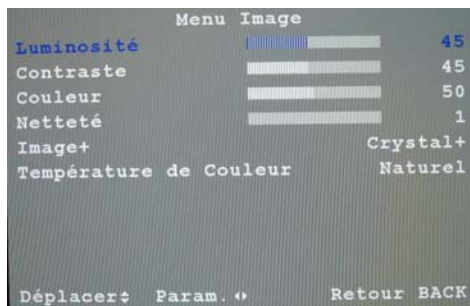 Menu Image
Luminosité 45
Contraste 45
Couleur 50
Netteté 1
Image+ Crystal+
Température de Couleur Naturel
Déplacer Param. Retour BACK